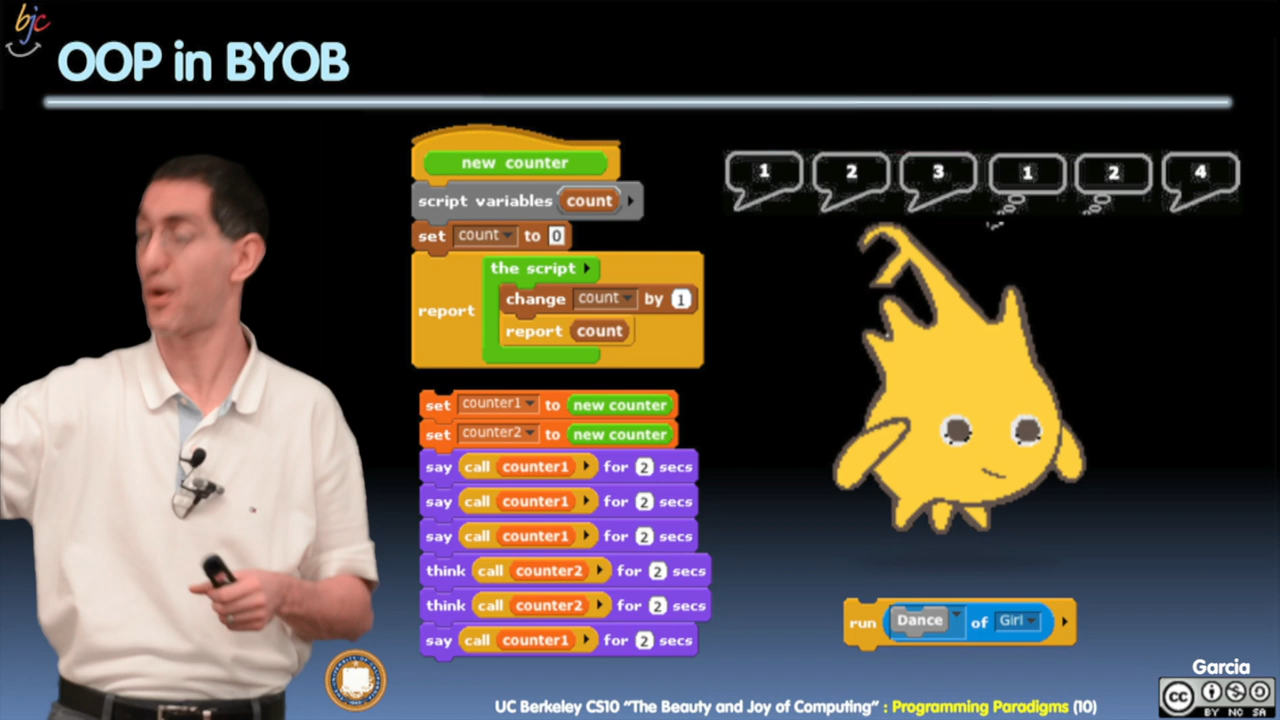 bjc
OOP in BYOB
new counter
script variables count
set count to 0
report
the script
change count by 1
report count
set counter1 to new counter
set counter2 to new counter
say call counter1 for 2 secs
say call counter1 for 2 secs
say call counter1 for 2 secs
think call counter2 for 2 secs
think call counter2 for 2 secs
say call counter1 for 2 secs
1 2 3 1 2 4
run Dance of Girl
Garcia
cc
BY NC SA
UC Berkeley CS10 “The Beauty and Joy of Computing” : Programming Paradigms (10)